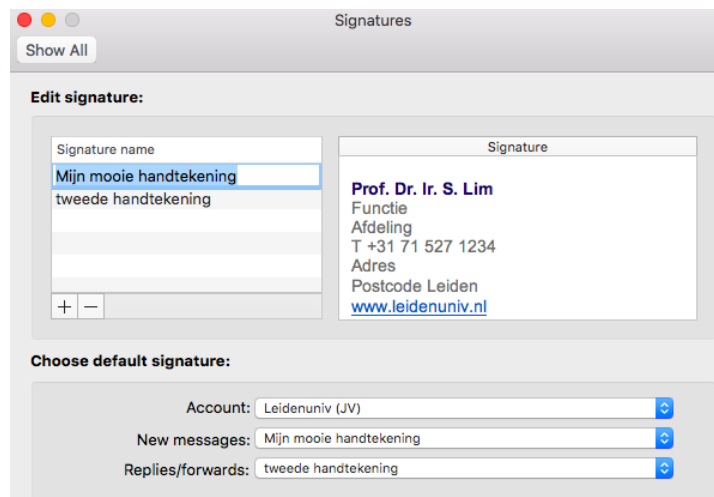 Signatures
Show All
Edit signature:
Signature name
Mijn mooie handtekening
tweede handtekening
+ −
Signature
Prof. Dr. Ir. S. Lim
Functie
Afdeling
T +31 71 527 1234
Adres
Postcode Leiden
www.leidenuniv.nl
Choose default signature:
Account: Leidenuniv (JV)
New messages: Mijn mooie handtekening
Replies/forwards: tweede handtekening